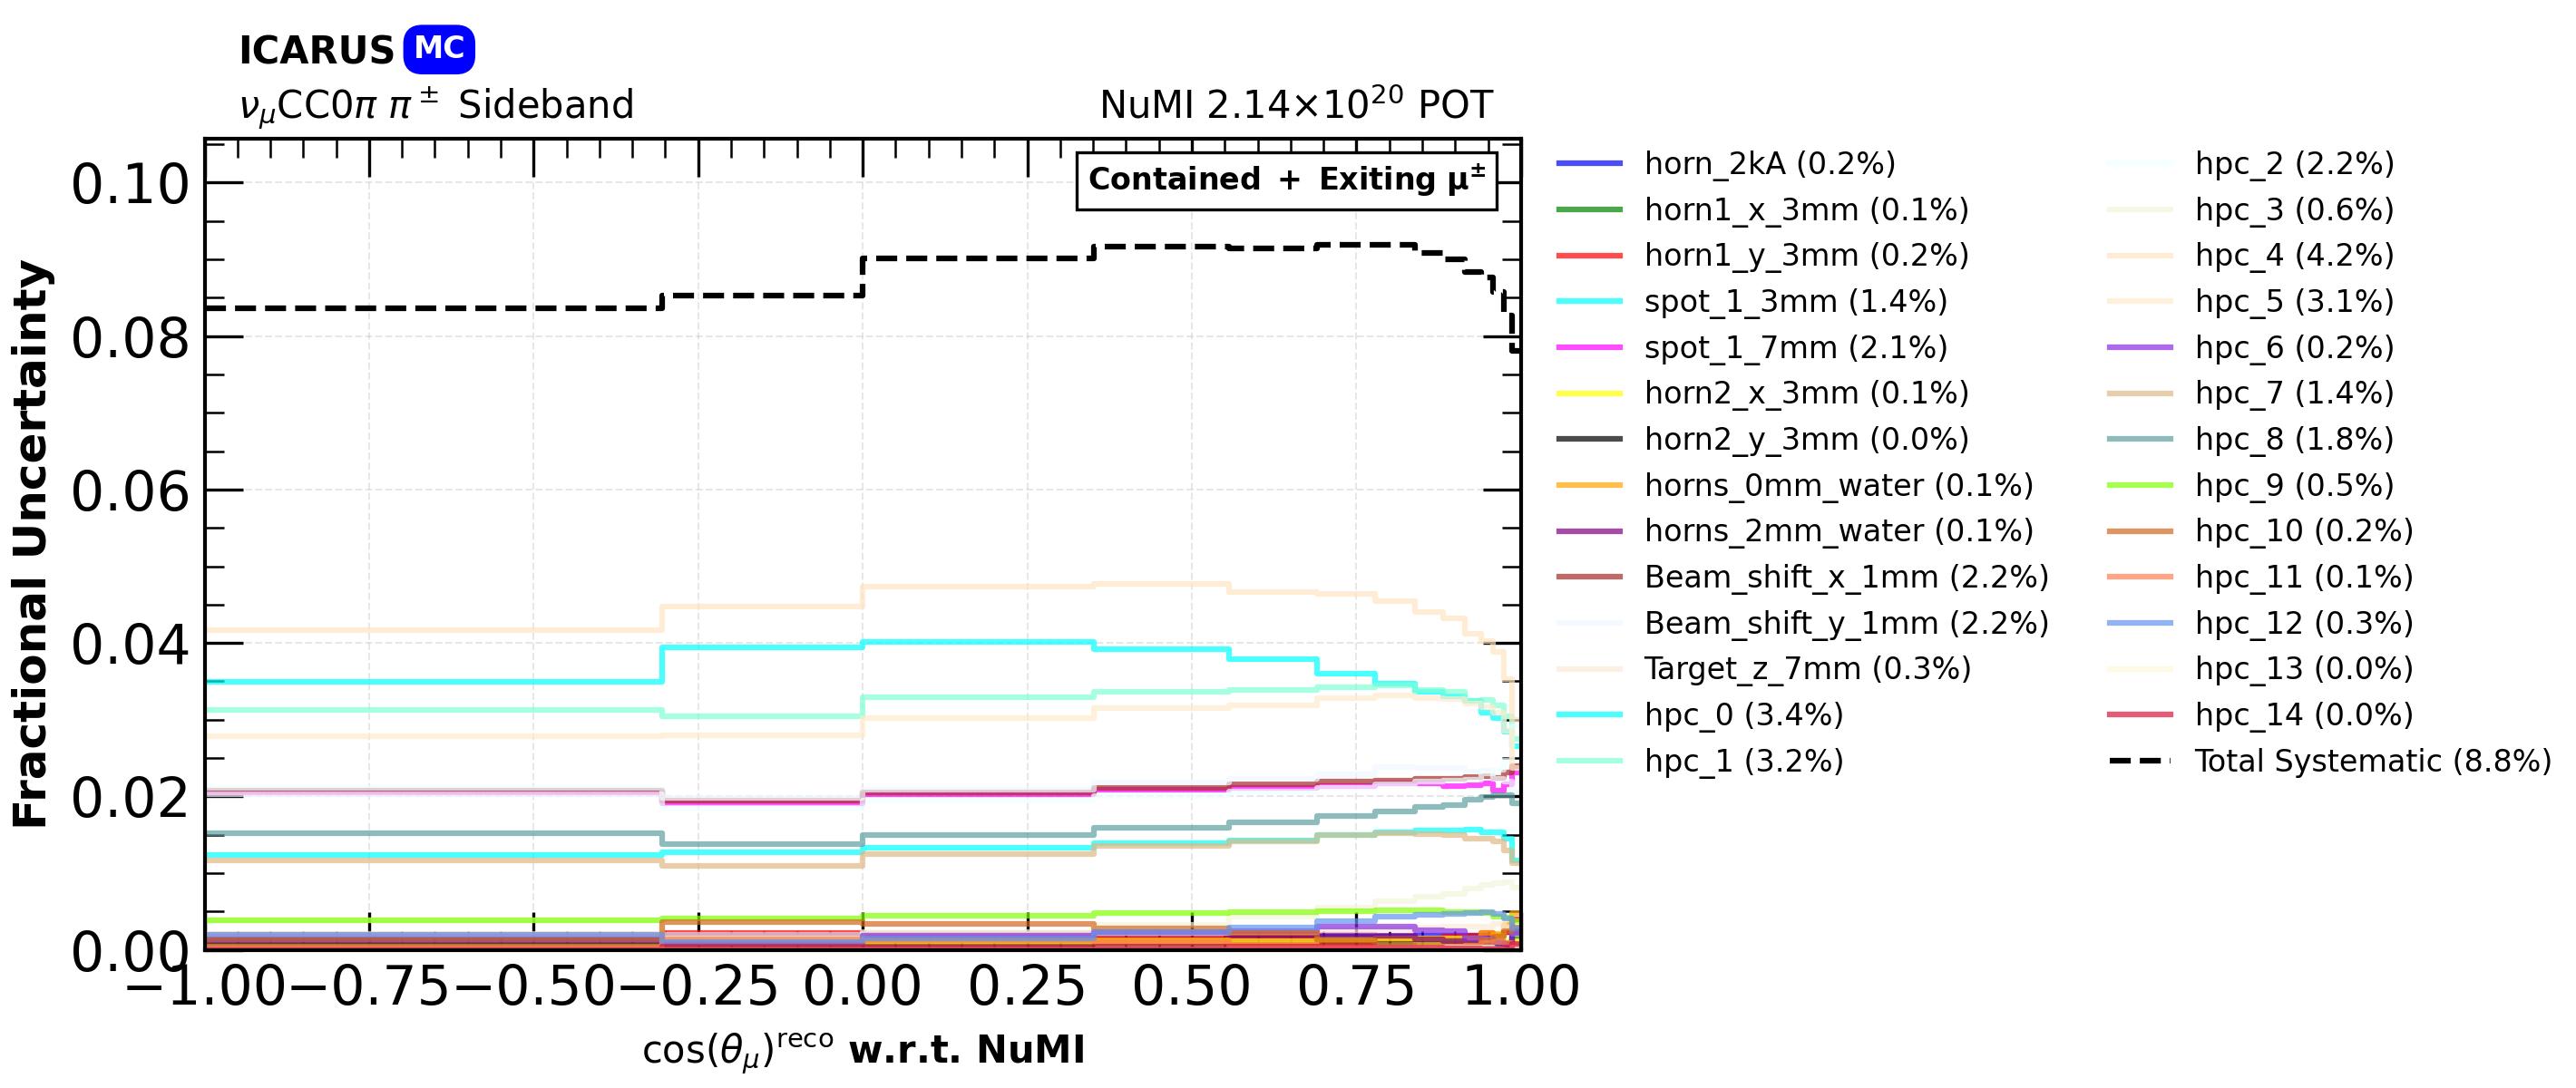 ICARUS MC
νμCC0π π± Sideband
NuMI 2.14×10²⁰ POT
Contained + Exiting μ±
Fractional Uncertainty
0.10
0.08
0.06
0.04
0.02
0.00
−1.00
−0.75
−0.50
−0.25
0.00
0.25
0.50
0.75
1.00
cos(θμ)ʳᵉᶜᵒ w.r.t. NuMI
horn_2kA (0.2%)
horn1_x_3mm (0.1%)
horn1_y_3mm (0.2%)
spot_1_3mm (1.4%)
spot_1_7mm (2.1%)
horn2_x_3mm (0.1%)
horn2_y_3mm (0.0%)
horns_0mm_water (0.1%)
horns_2mm_water (0.1%)
Beam_shift_x_1mm (2.2%)
Beam_shift_y_1mm (2.2%)
Target_z_7mm (0.3%)
hpc_0 (3.4%)
hpc_1 (3.2%)
hpc_2 (2.2%)
hpc_3 (0.6%)
hpc_4 (4.2%)
hpc_5 (3.1%)
hpc_6 (0.2%)
hpc_7 (1.4%)
hpc_8 (1.8%)
hpc_9 (0.5%)
hpc_10 (0.2%)
hpc_11 (0.1%)
hpc_12 (0.3%)
hpc_13 (0.0%)
hpc_14 (0.0%)
Total Systematic (8.8%)